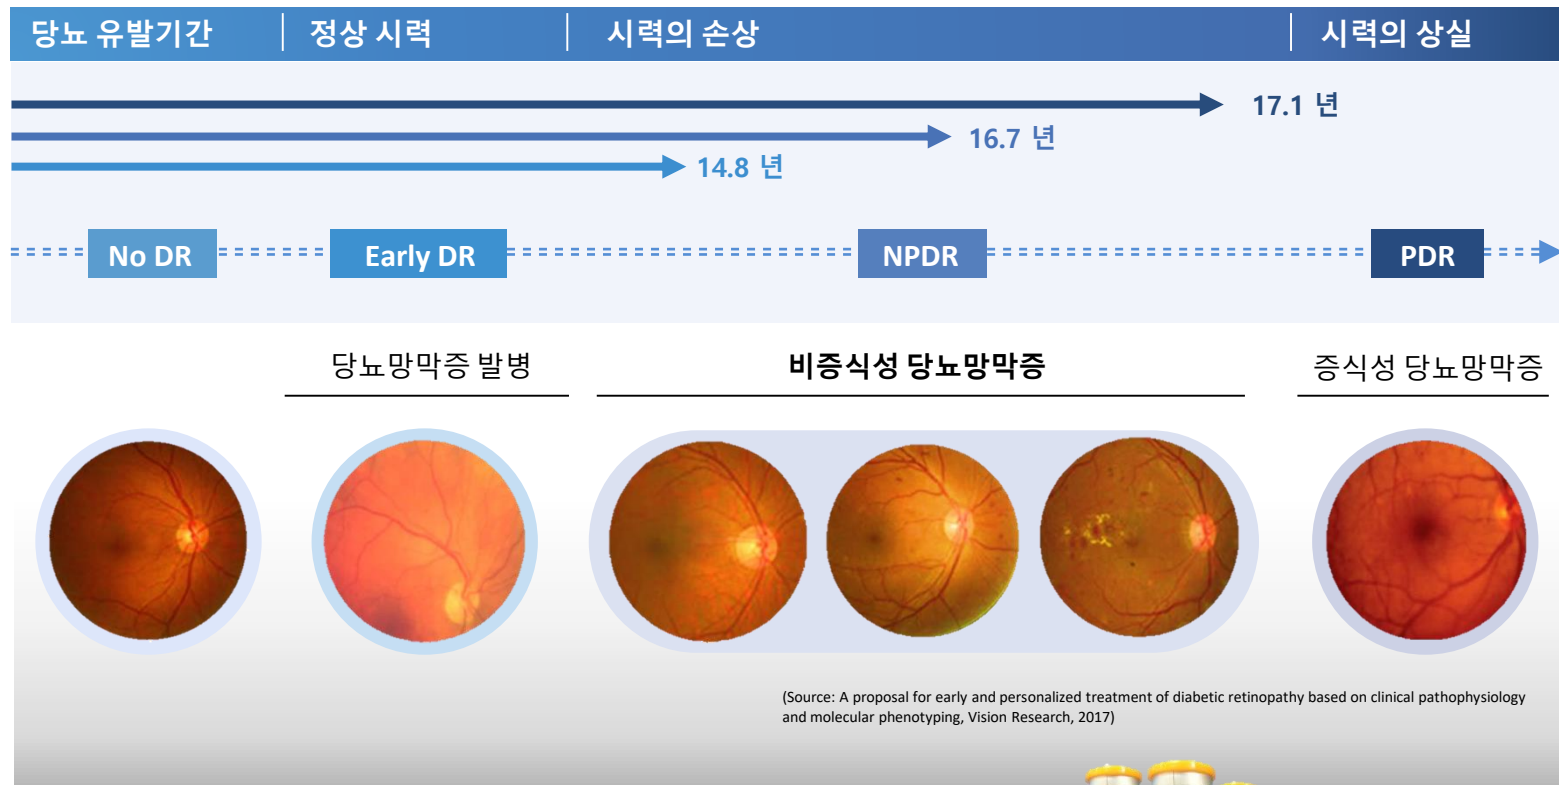 당뇨 유발기간
정상 시력
시력의 손상
시력의 상실
17.1 년
16.7 년
14.8 년
No DR
Early DR
NPDR
PDR
당뇨망막증 발병
비증식성 당뇨망막증
증식성 당뇨망막증
(Source: A proposal for early and personalized treatment of diabetic retinopathy based on clinical pathophysiology
and molecular phenotyping, Vision Research, 2017)